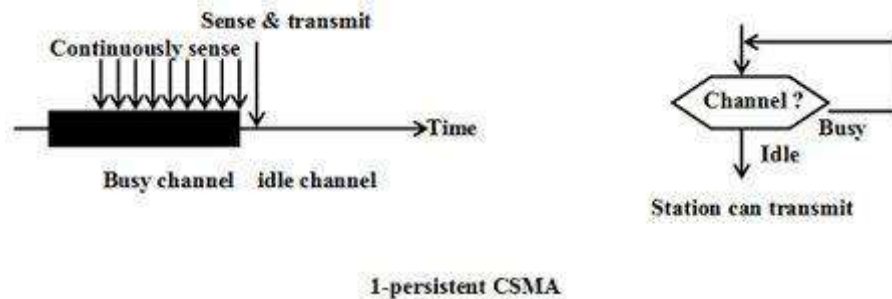 Sense & transmit
Continuously sense
Time
Busy channel idle channel
Channel ?
Busy
Idle
Station can transmit
1-persistent CSMA